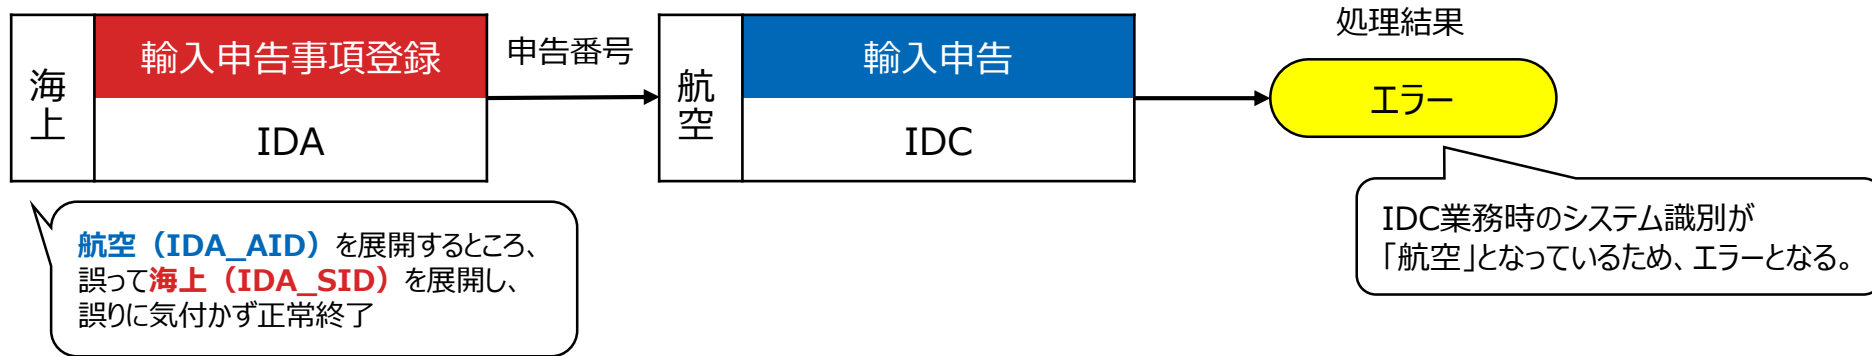 海上
輸入申告事項登録
IDA
申告番号
航空
輸入申告
IDC
処理結果
エラー
航空（IDA_AID）を展開するところ、
誤って海上（IDA_SID）を展開し、
誤りに気付かず正常終了
IDC業務時のシステム識別が
「航空」となっているため、エラーとなる。